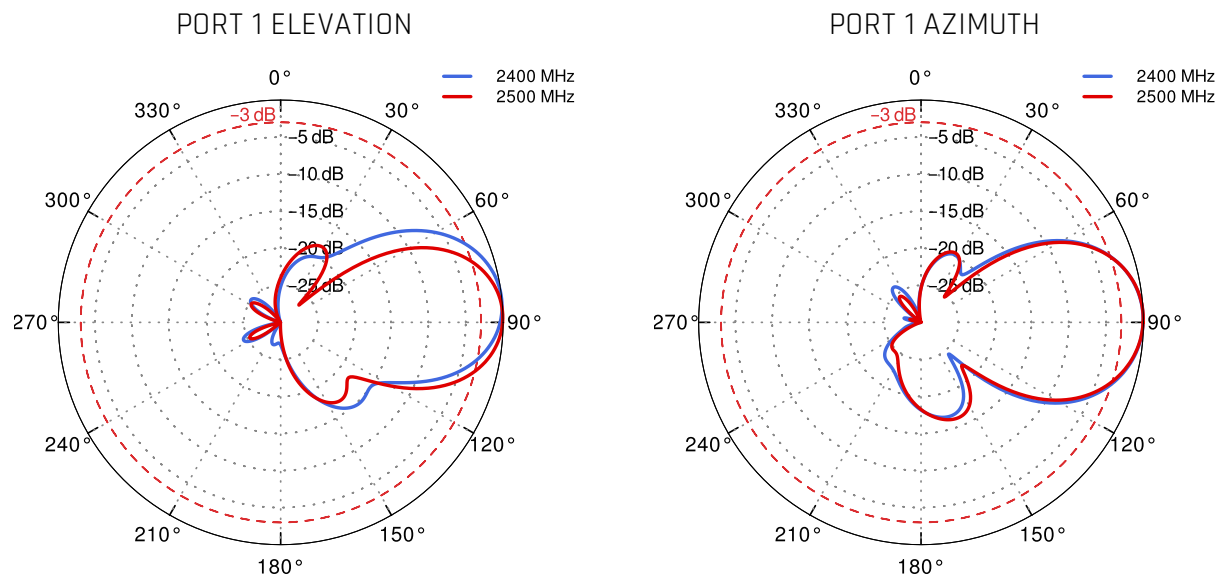 PORT 1 ELEVATION
2400 MHz
2500 MHz
0°
330°
30°
−3 dB
−5 dB
−10 dB
300°
60°
−15 dB
−20 dB
−25 dB
270°
90°
240°
120°
210°
150°
180°
PORT 1 AZIMUTH
2400 MHz
2500 MHz
0°
330°
30°
−3 dB
−5 dB
−10 dB
300°
60°
−15 dB
−20 dB
−25 dB
270°
90°
240°
120°
210°
150°
180°